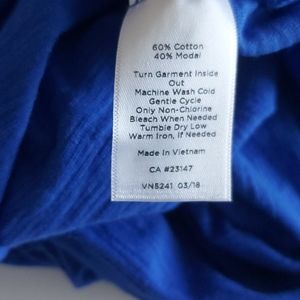 60% Cotton
40% Modal
Turn Garment Inside
Out
Machine Wash Cold
Gentle Cycle
Only Non-Chlorine
Bleach When Needed
Tumble Dry Low
Warm Iron, if Needed
Made in Vietnam
CA #23147
VN5241 03/18